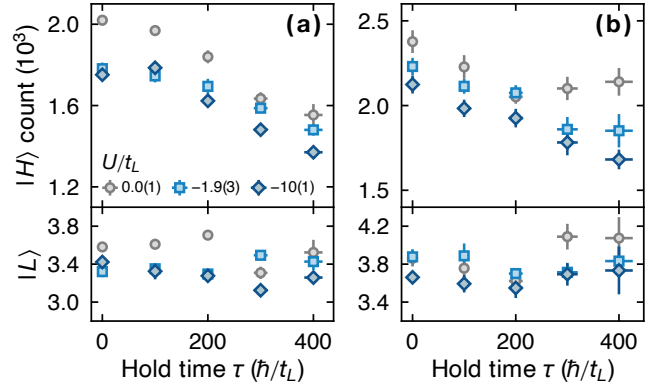 (a)
(b)
|H⟩ count (10³)
2.0
1.6
1.2
2.5
2.0
1.5
U/t_L
0.0(1) −1.9(3) −10(1)
|L⟩
3.8
3.4
3.0
4.2
3.8
3.4
0 200 400
0 200 400
Hold time τ (ħ/t_L)
Hold time τ (ħ/t_L)